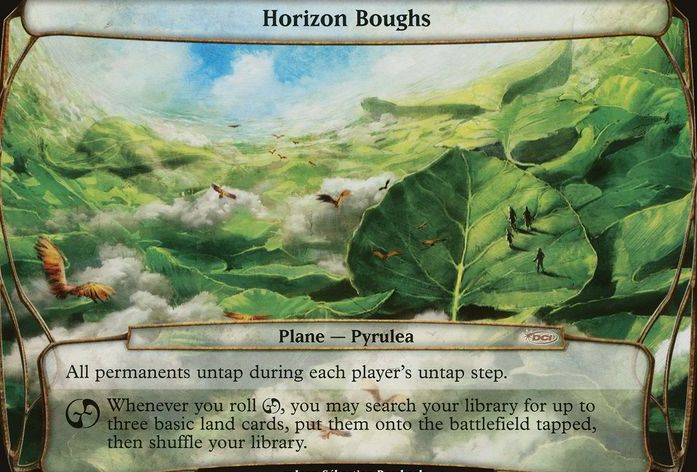 Horizon Boughs
Plane — Pyrulea
DCI
All permanents untap during each player's untap step.
Whenever you roll , you may search your library for up to
three basic land cards, put them onto the battlefield tapped,
then shuffle your library.